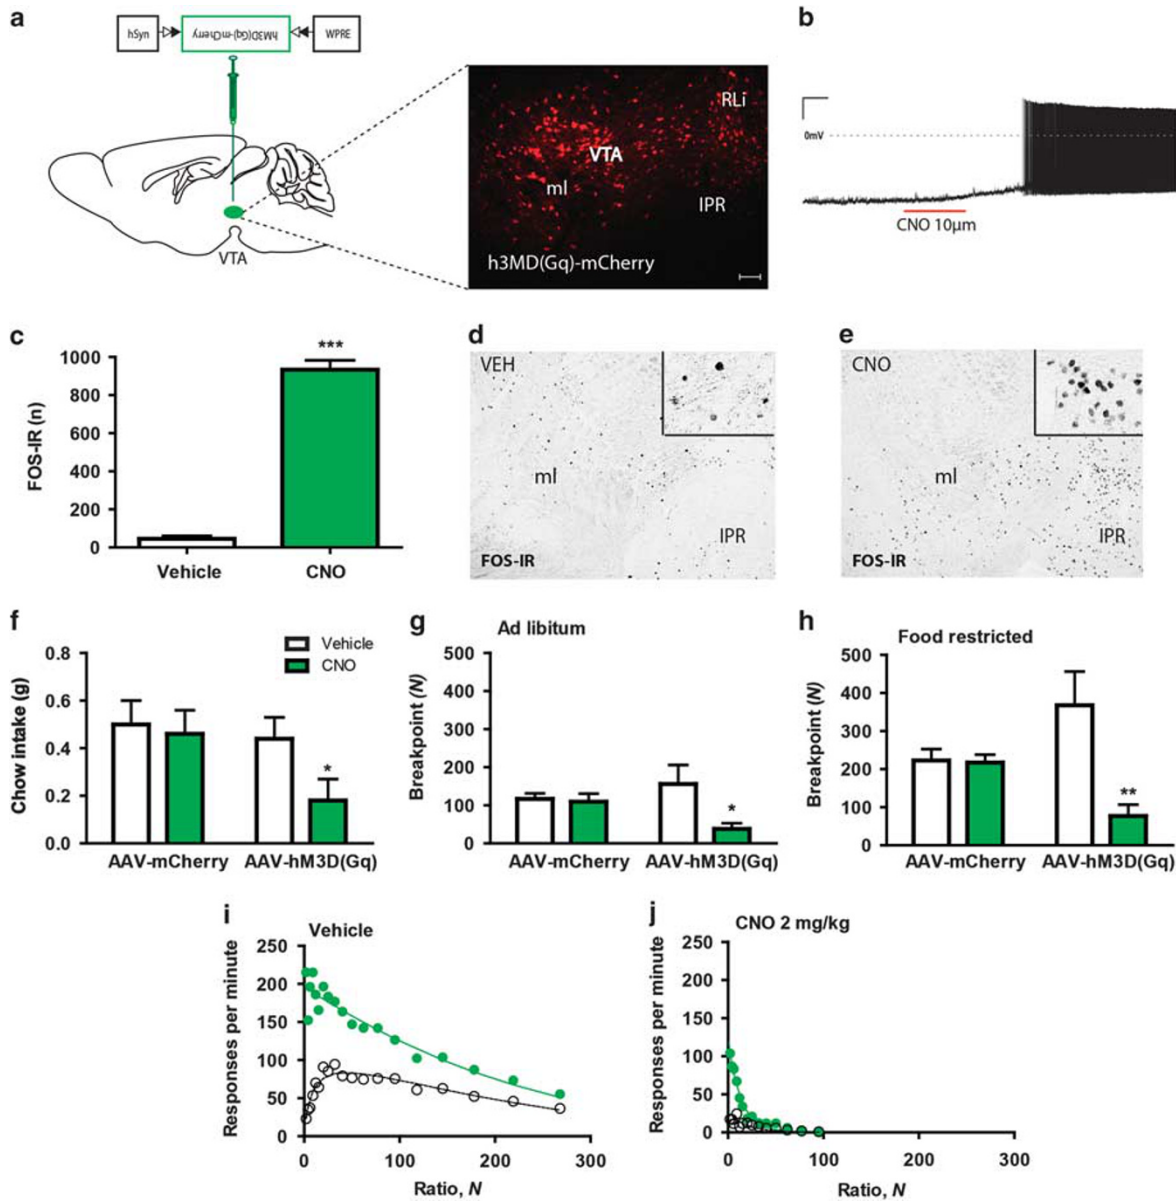 a
hSyn
hM3D(Gq)-mCherry
WPRE
VTA
RLi
VTA
ml
IPR
h3MD(Gq)-mCherry
b
0mV
CNO 10µm
c
FOS-IR (n)
1000
800
600
400
200
0
***
Vehicle
CNO
d
VEH
ml
IPR
FOS-IR
e
CNO
ml
IPR
FOS-IR
f
Vehicle
CNO
Chow intake (g)
0.8
0.6
0.4
0.2
0.0
*
AAV-mCherry
AAV-hM3D(Gq)
g
Ad libitum
Breakpoint (N)
500
400
300
200
100
0
*
AAV-mCherry
AAV-hM3D(Gq)
h
Food restricted
Breakpoint (N)
500
400
300
200
100
0
**
AAV-mCherry
AAV-hM3D(Gq)
i
Vehicle
Responses per minute
250
200
150
100
50
0
0 100 200 300
Ratio, N
j
CNO 2 mg/kg
Responses per minute
250
200
150
100
50
0
0 100 200 300
Ratio, N